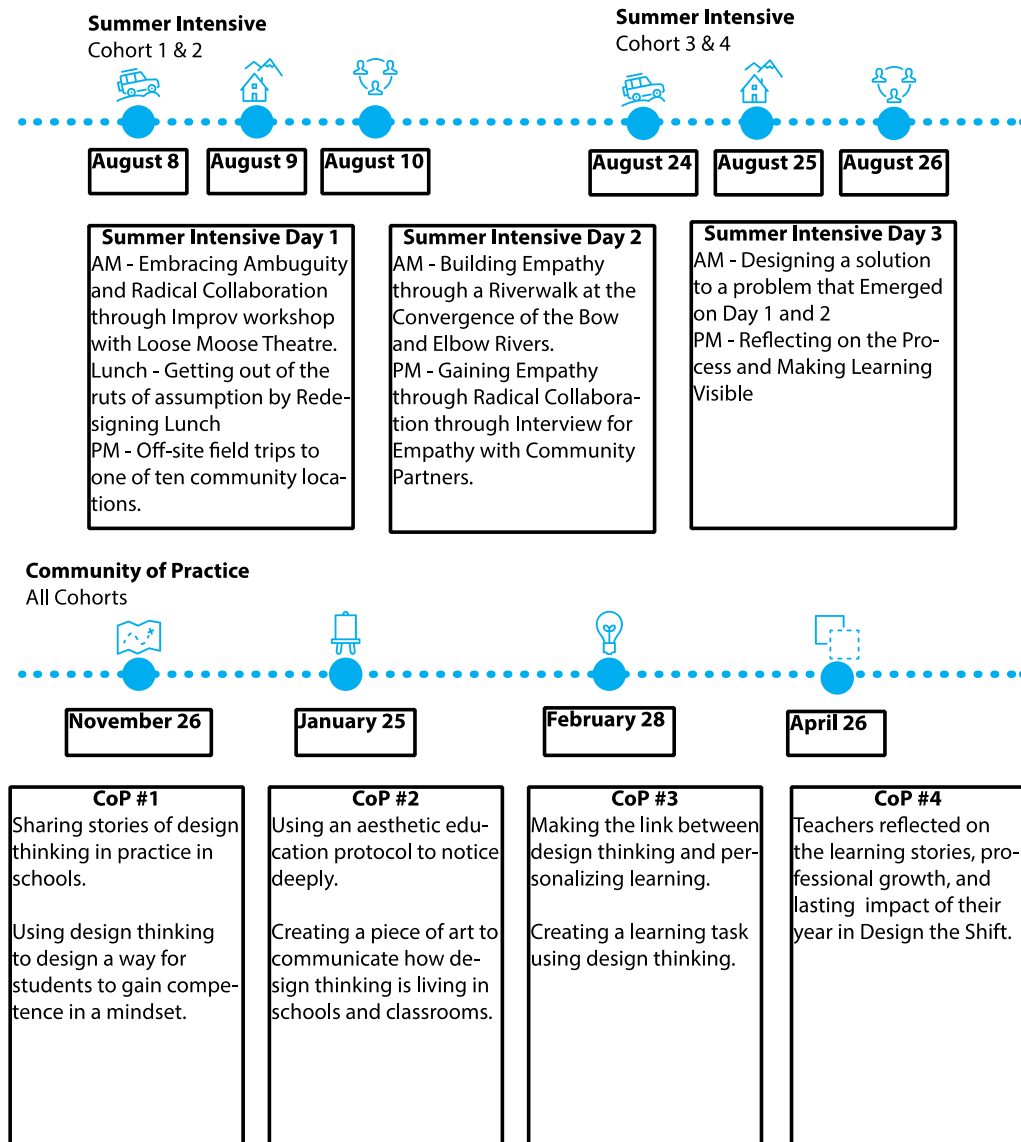 Summer Intensive
Cohort 1 & 2
Summer Intensive
Cohort 3 & 4
August 8
August 9
August 10
August 24
August 25
August 26
Summer Intensive Day 1
AM - Embracing Ambuguity
and Radical Collaboration
through Improv workshop
with Loose Moose Theatre.
Lunch - Getting out of the
ruts of assumption by Rede-
signing Lunch
PM - Off-site field trips to
one of ten community loca-
tions.
Summer Intensive Day 2
AM - Building Empathy
through a Riverwalk at the
Convergence of the Bow
and Elbow Rivers.
PM - Gaining Empathy
through Radical Collabora-
tion through Interview for
Empathy with Community
Partners.
Summer Intensive Day 3
AM - Designing a solution
to a problem that Emerged
on Day 1 and 2
PM - Reflecting on the Pro-
cess and Making Learning
Visible
Community of Practice
All Cohorts
November 26
January 25
February 28
April 26
CoP #1
Sharing stories of design
thinking in practice in
schools.
Using design thinking
to design a way for
students to gain compe-
tence in a mindset.
CoP #2
Using an aesthetic edu-
cation protocol to notice
deeply.
Creating a piece of art to
communicate how de-
sign thinking is living in
schools and classrooms.
CoP #3
Making the link between
design thinking and per-
sonalizing learning.
Creating a learning task
using design thinking.
CoP #4
Teachers reflected on
the learning stories, pro-
fessional growth, and
lasting  impact of their
year in Design the Shift.